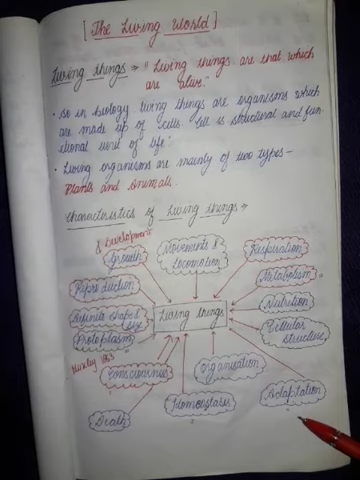 [ The Living World ]
Living things ⇒ "Living things are that which
are alive."
• So in biology living things are organisms which
are made up of cells. Cell is structural and fun
ctional unit of life.
• Living organisms are mainly of two types –
Plants and Animals.
Characteristics of Living things ⇒
& Development
Growth
Movements &
Locomotion
Respiration
Reproduction
Metabolism
Definite shape &
size
Living things
Nutrition
Protoplasm
Cellular
structure
Huxley 1863
Consciousness
Organisation
Death
Homeostasis
Adaptation